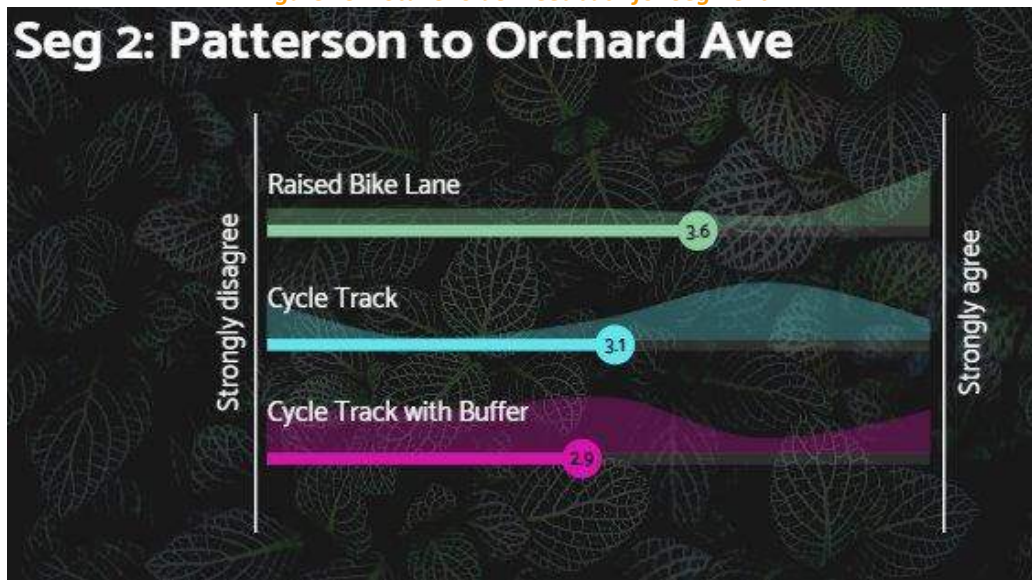 Seg 2: Patterson to Orchard Ave
Strongly disagree
Raised Bike Lane
3.6
Cycle Track
3.1
Cycle Track with Buffer
2.9
Strongly agree